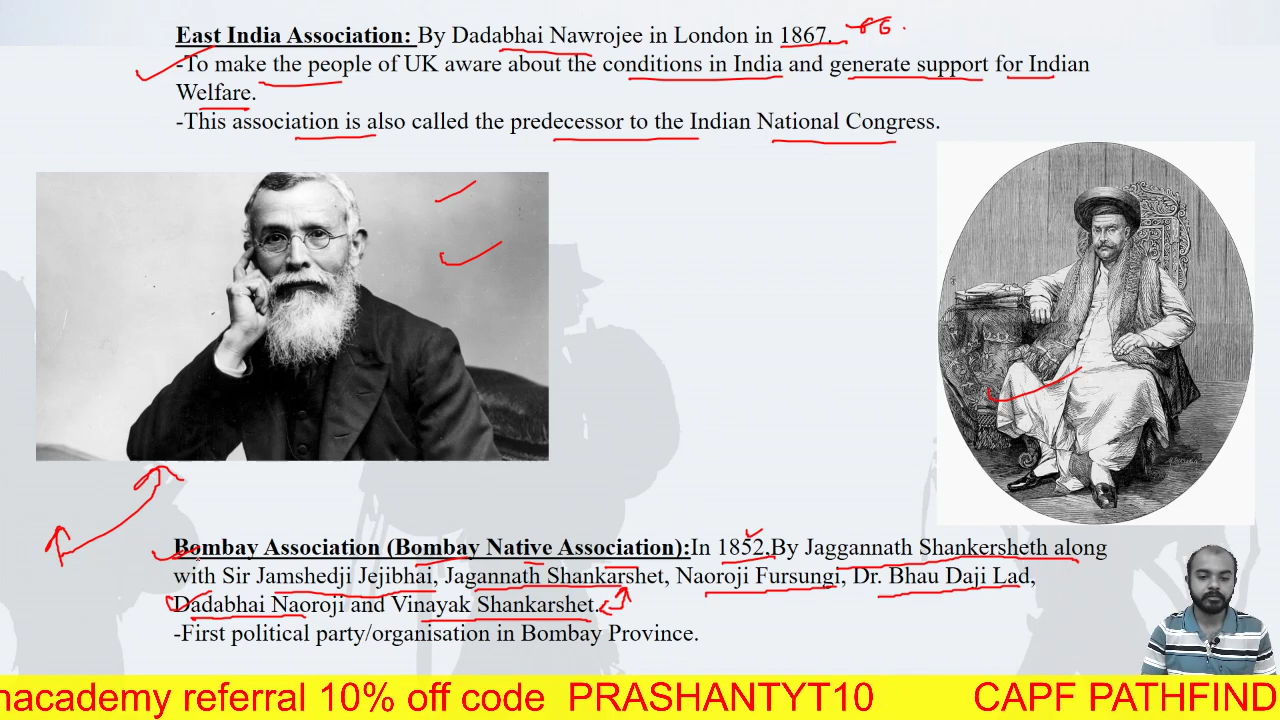 East India Association: By Dadabhai Nawrojee in London in 1867. 66.
-To make the people of UK aware about the conditions in India and generate support for Indian
Welfare.
-This association is also called the predecessor to the Indian National Congress.
Bombay Association (Bombay Native Association):In 1852.By Jaggannath Shankersheth along
with Sir Jamshedji Jejibhai, Jagannath Shankarshet, Naoroji Fursungi, Dr. Bhau Daji Lad,
Dadabhai Naoroji and Vinayak Shankarshet.
-First political party/organisation in Bombay Province.
nacademy referral 10% off code PRASHANTYT10 CAPF PATHFIND